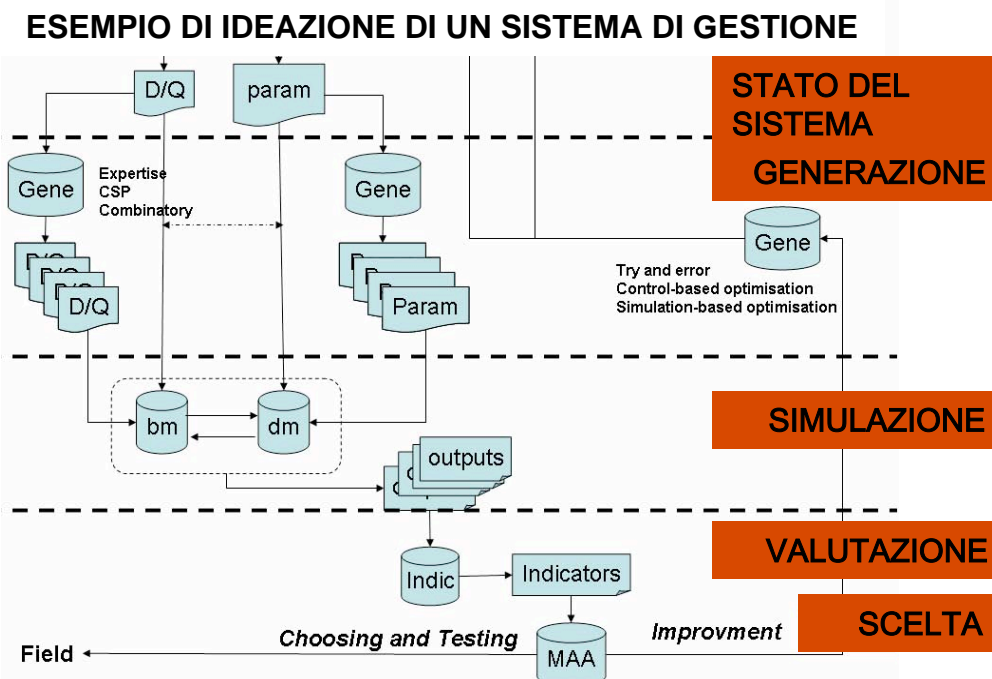 ESEMPIO DI IDEAZIONE DI UN SISTEMA DI GESTIONE
D/Q
param
STATO DEL
SISTEMA
GENERAZIONE
Gene
Expertise
CSP
Combinatory
Gene
Gene
D/Q
D/Q
D/Q
D/Q
Param
Try and error
Control-based optimisation
Simulation-based optimisation
bm
dm
SIMULAZIONE
outputs
VALUTAZIONE
Indic
Indicators
SCELTA
Choosing and Testing
Improvment
Field
MAA